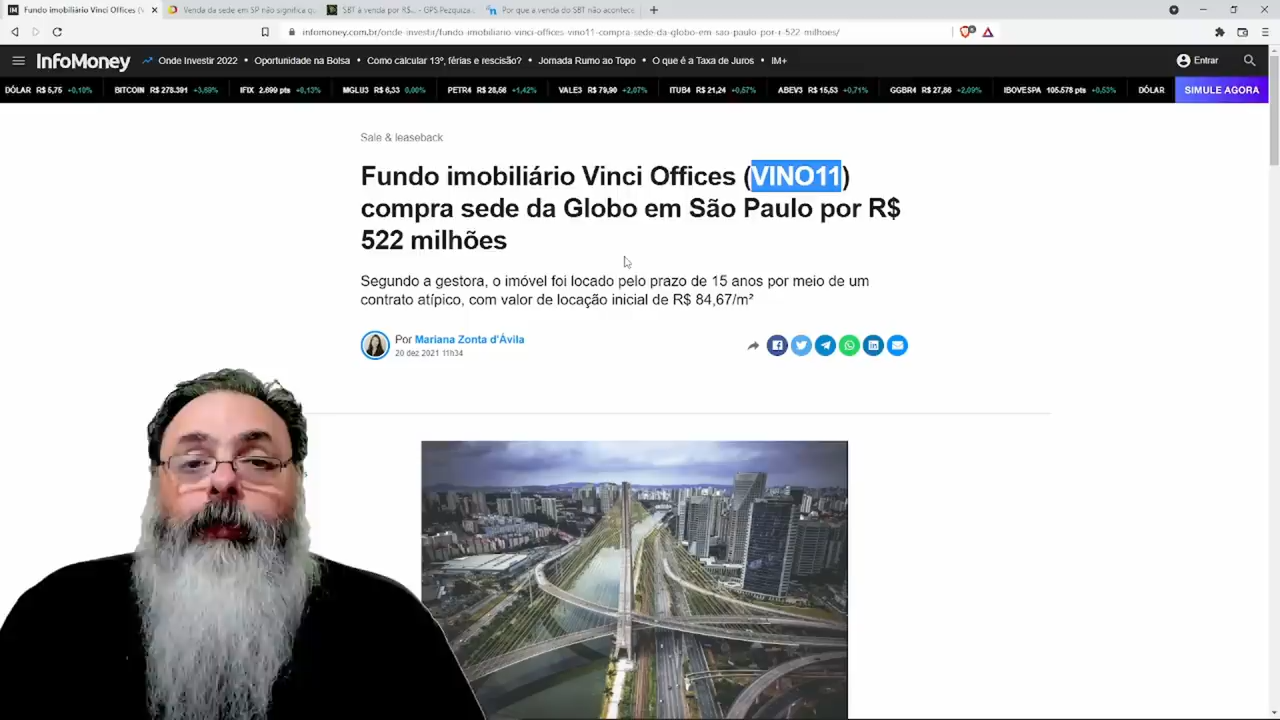 Fundo imobiliário Vinci Offices (V
Venda da sede em SP não significa qu
SBT à venda por R$... - GPS Pezquiza.c
Por que a venda do SBT não acontece
infomoney.com.br/onde-investir/fundo-imobiliario-vinci-offices-vino11-compra-sede-da-globo-em-sao-paulo-por-r-522-milhoes/
InfoMoney
Onde Investir 2022 • Oportunidade na Bolsa • Como calcular 13º, férias e rescisão? • Jornada Rumo ao Topo • O que é a Taxa de Juros • IM+
Entrar
DÓLAR R$ 5,75 +0,10% BITCOIN R$ 278.391 +3,69% IFIX 2.699 pts +0,13% MGLU3 R$ 6,33 0,00% PETR4 R$ 28,56 +1,42% VALE3 R$ 79,90 +2,07% ITUB4 R$ 21,24 +0,57% ABEV3 R$ 15,53 +0,71% GGBR4 R$ 27,86 +2,09% IBOVESPA 105.578 pts +0,53% DÓLAR
SIMULE AGORA
Sale & leaseback
Fundo imobiliário Vinci Offices (VINO11)
compra sede da Globo em São Paulo por R$
522 milhões
Segundo a gestora, o imóvel foi locado pelo prazo de 15 anos por meio de um
contrato atípico, com valor de locação inicial de R$ 84,67/m²
Por Mariana Zonta d'Ávila
20 dez 2021 11h34